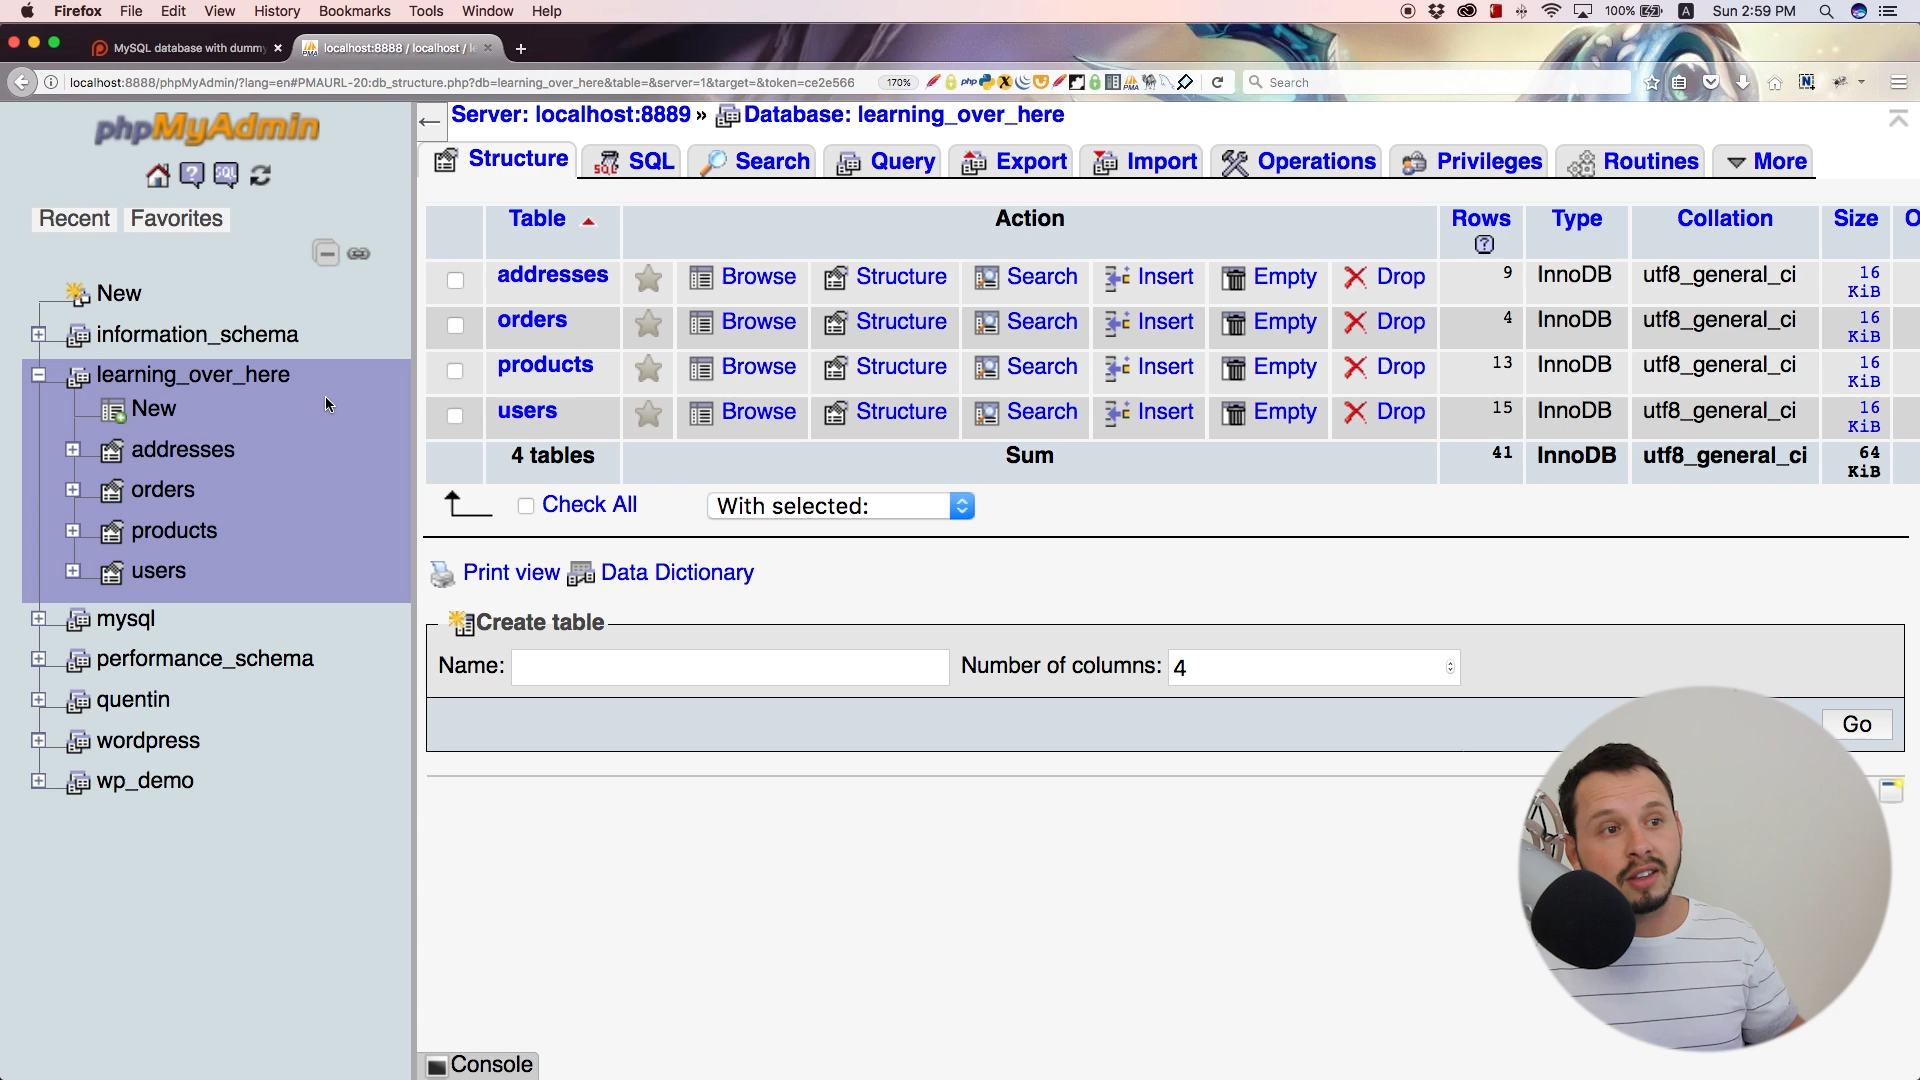 Firefox File Edit View History Bookmarks Tools Window Help 100% A Sun 2:59 PM
MySQL database with dummy localhost:8888 / localhost / le
localhost:8888/phpMyAdmin/?lang=en#PMAURL-20:db_structure.php?db=learning_over_here&table=&server=1&target=&token=ce2e566 170% php Search
phpMyAdmin
Recent Favorites
New
information_schema
learning_over_here
New
addresses
orders
products
users
mysql
performance_schema
quentin
wordpress
wp_demo
Server: localhost:8889 » Database: learning_over_here
Structure SQL Search Query Export Import Operations Privileges Routines More
Table Action Rows Type Collation Size O
addresses Browse Structure Search Insert Empty Drop 9 InnoDB utf8_general_ci 16 KiB
orders Browse Structure Search Insert Empty Drop 4 InnoDB utf8_general_ci 16 KiB
products Browse Structure Search Insert Empty Drop 13 InnoDB utf8_general_ci 16 KiB
users Browse Structure Search Insert Empty Drop 15 InnoDB utf8_general_ci 16 KiB
4 tables Sum 41 InnoDB utf8_general_ci 64 KiB
Check All With selected:
Print view Data Dictionary
Create table
Name: Number of columns: 4
Go
Console